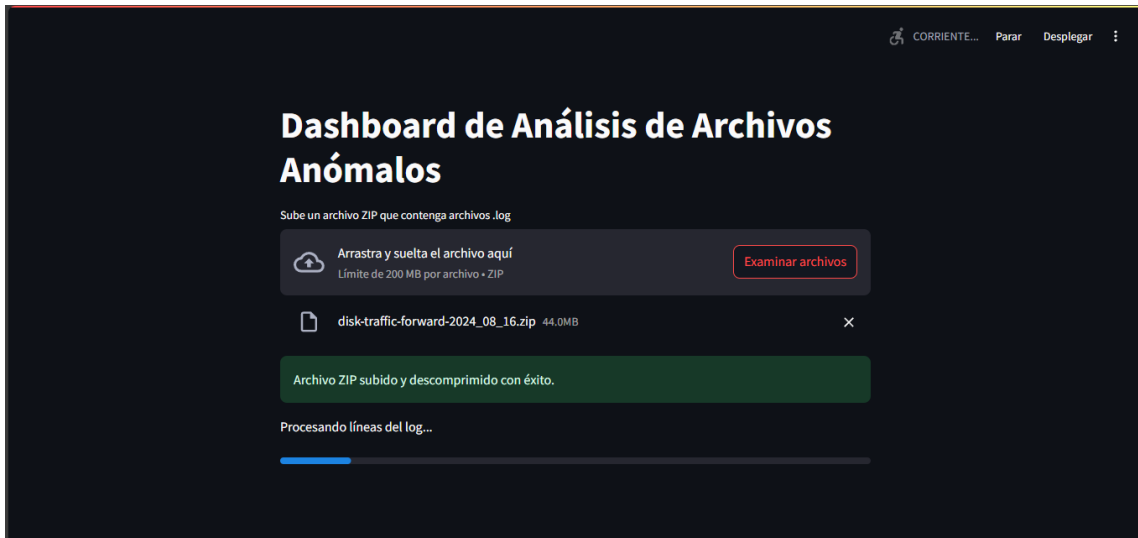 CORRIENTE... Parar Desplegar
Dashboard de Análisis de Archivos
Anómalos
Sube un archivo ZIP que contenga archivos .log
Arrastra y suelta el archivo aquí
Límite de 200 MB por archivo • ZIP
Examinar archivos
disk-traffic-forward-2024_08_16.zip 44.0MB
Archivo ZIP subido y descomprimido con éxito.
Procesando líneas del log...